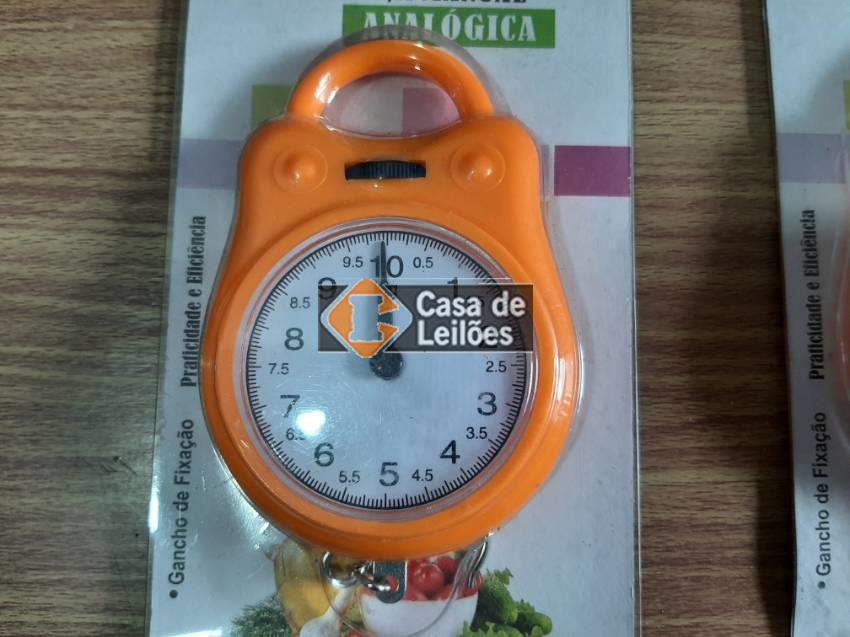 ANALÓGICA
10
0.5
1
2.5
3
3.5
4
4.5
5
5.5
6
7
7.5
8
8.5
9
9.5
Casa de
Leilões
• Gancho de Fixação
Praticidade e Eficiência
• Gancho de Fixação
Praticidade e Eficiência